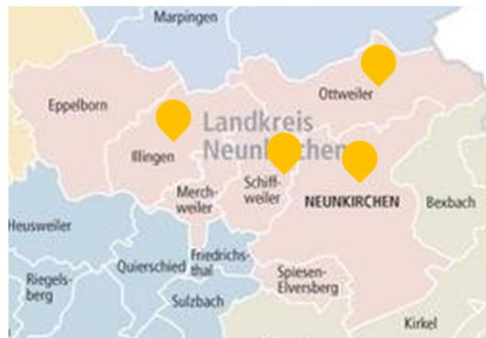 Marpingen
Eppelborn
Ottweiler
Landkreis
Neunkirchen
Illingen
Merch-
weiler
Schiff-
weiler
NEUNKIRCHEN
Bexbach
Heusweiler
Quierschied
Friedrichs-
thal
Riegels-
berg
Sulzbach
Spiesen-
Elversberg
Kirkel